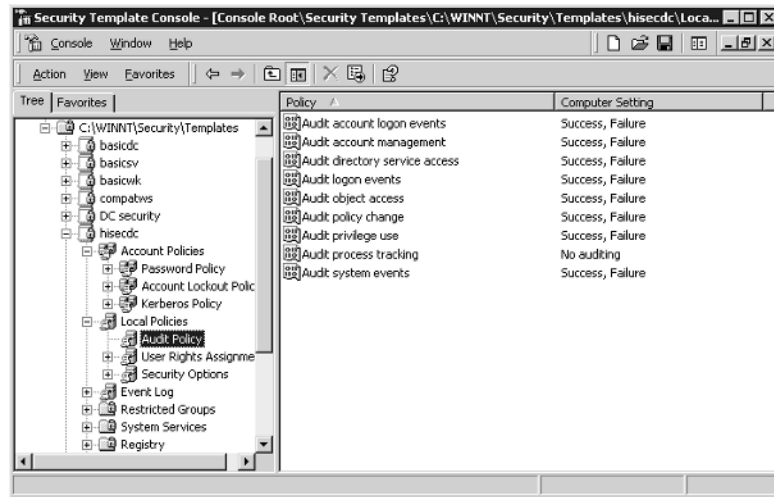 Security Template Console - [Console Root\Security Templates\C:\WINNT\Security\Templates\hisecdc\Loca...
Console Window Help
Action View Favorites
Tree Favorites
C:\WINNT\Security\Templates
basicdc
basicsv
basicwk
compatws
DC security
hisecdc
Account Policies
Password Policy
Account Lockout Polic
Kerberos Policy
Local Policies
Audit Policy
User Rights Assignme
Security Options
Event Log
Restricted Groups
System Services
Registry
Policy Computer Setting
Audit account logon events Success, Failure
Audit account management Success, Failure
Audit directory service access Success, Failure
Audit logon events Success, Failure
Audit object access Success, Failure
Audit policy change Success, Failure
Audit privilege use Success, Failure
Audit process tracking No auditing
Audit system events Success, Failure